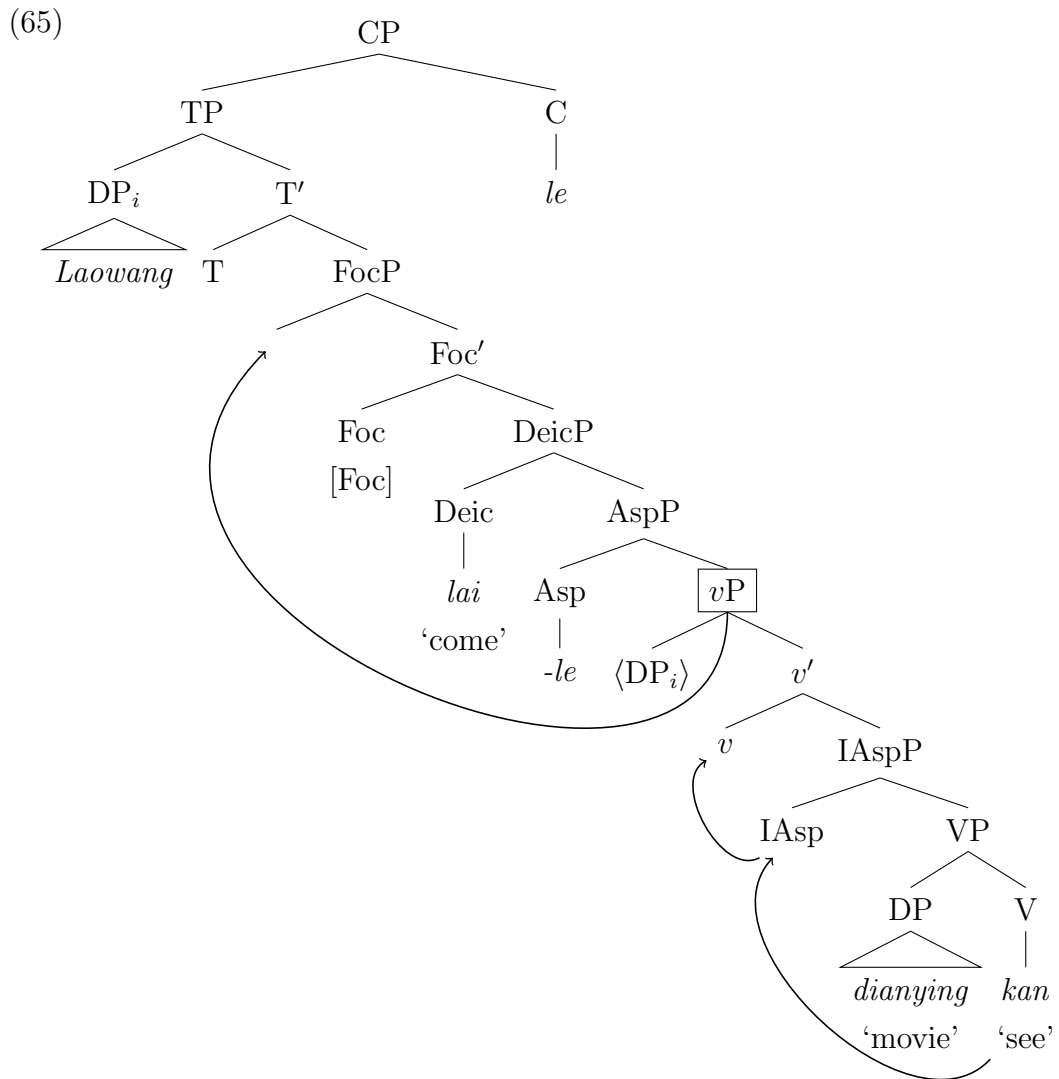 (65)
CP
TP C
DPᵢ T′ le
Laowang T FocP
Foc′
Foc DeicP
[Foc]
Deic AspP
lai Asp vP
‘come’
-le ⟨DPᵢ⟩ v′
v IAspP
IAsp VP
DP V
dianying kan
‘movie’ ‘see’